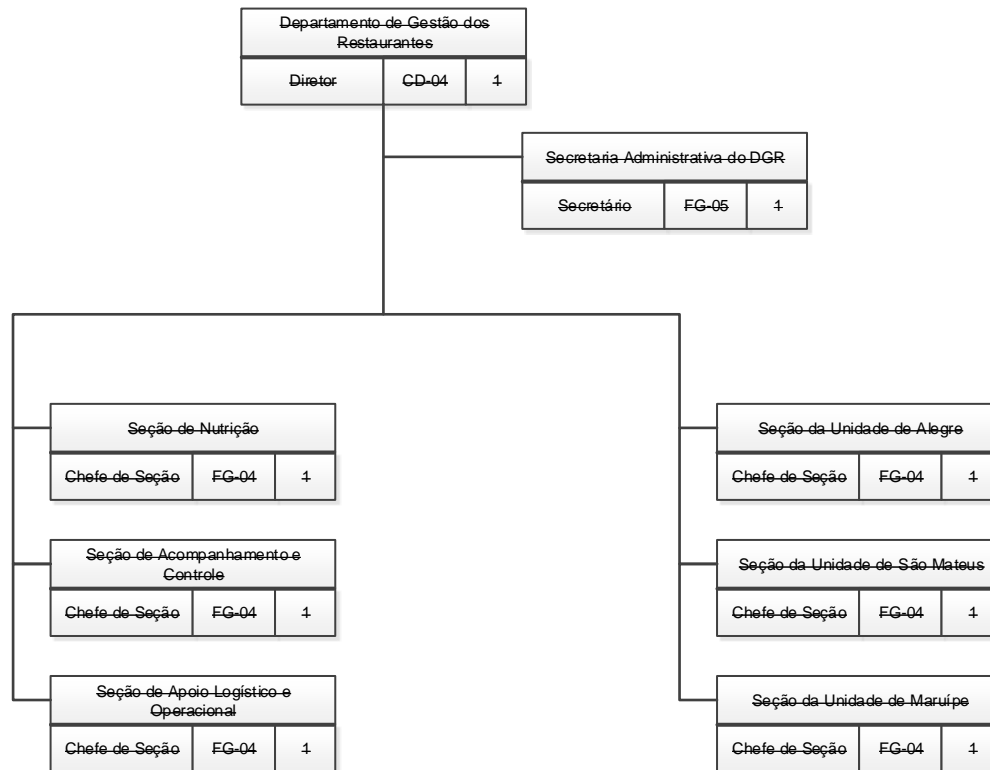 Departamento de Gestão dos
Restaurantes
Diretor CD-04 1
Secretaria Administrativa do DGR
Secretário FG-05 1
Seção de Nutrição
Chefe de Seção FG-04 1
Seção de Acompanhamento e
Controle
Chefe de Seção FG-04 1
Seção de Apoio Logístico e
Operacional
Chefe de Seção FG-04 1
Seção da Unidade de Alegre
Chefe de Seção FG-04 1
Seção da Unidade de São Mateus
Chefe de Seção FG-04 1
Seção da Unidade de Maruípe
Chefe de Seção FG-04 1